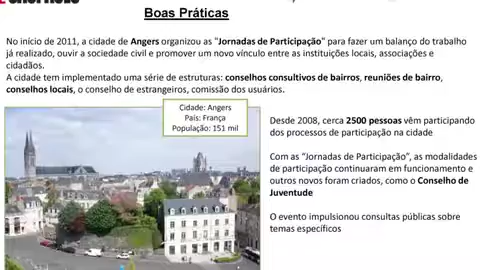 Boas Práticas
No início de 2011, a cidade de Angers organizou as "Jornadas de Participação" para fazer um balanço do trabalho
já realizado, ouvir a sociedade civil e promover um novo vínculo entre as instituições locais, associações e
cidadãos.
A cidade tem implementado uma série de estruturas: conselhos consultivos de bairros, reuniões de bairro,
conselhos locais, o conselho de estrangeiros, comissão dos usuários.
Cidade: Angers
País: França
População: 151 mil
Desde 2008, cerca 2500 pessoas vêm participando
dos processos de participação na cidade
Com as “Jornadas de Participação”, as modalidades
de participação continuaram em funcionamento e
outros novos foram criados, como o Conselho de
Juventude
O evento impulsionou consultas públicas sobre
temas específicos